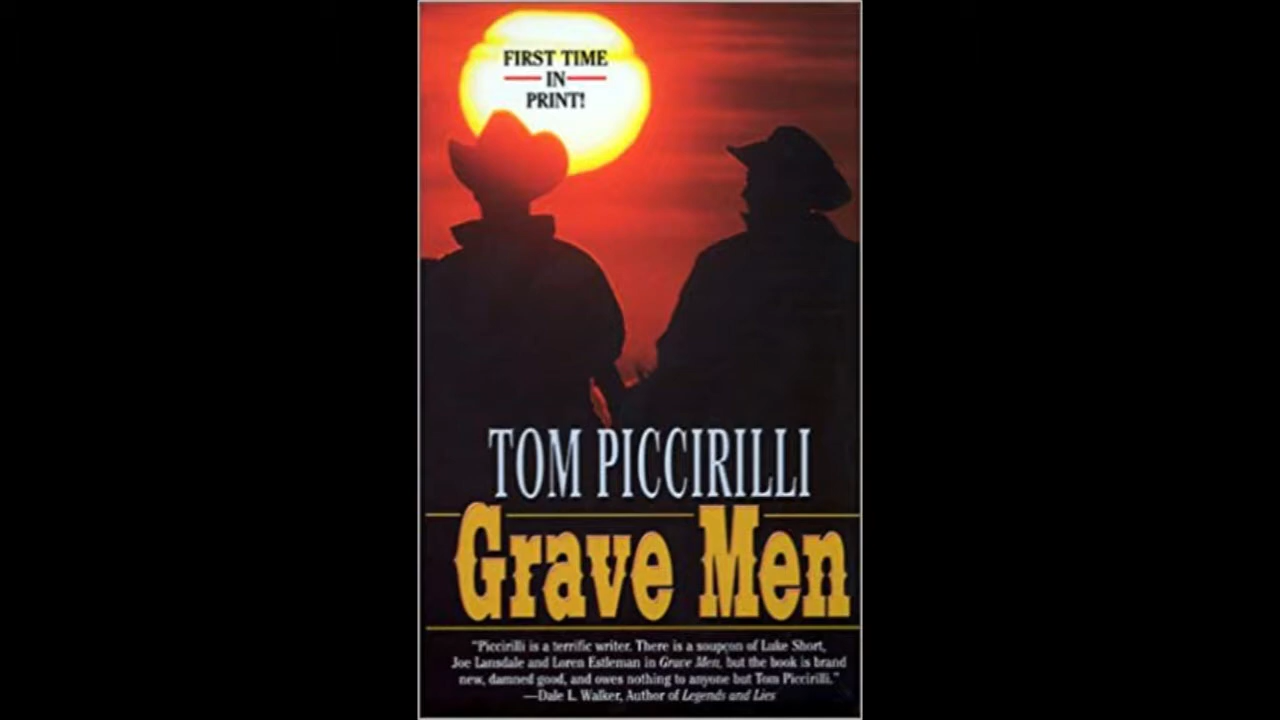 FIRST TIME
IN
PRINT!
TOM PICCIRILLI
Grave Men
"Piccirilli is a terrific writer. There is a soupçon of Luke Short,
Joe Lansdale and Loren Estleman in Grave Men, but the book is brand
new, damned good, and owes nothing to anyone but Tom Piccirilli."
—Dale L. Walker, Author of Legends and Lies